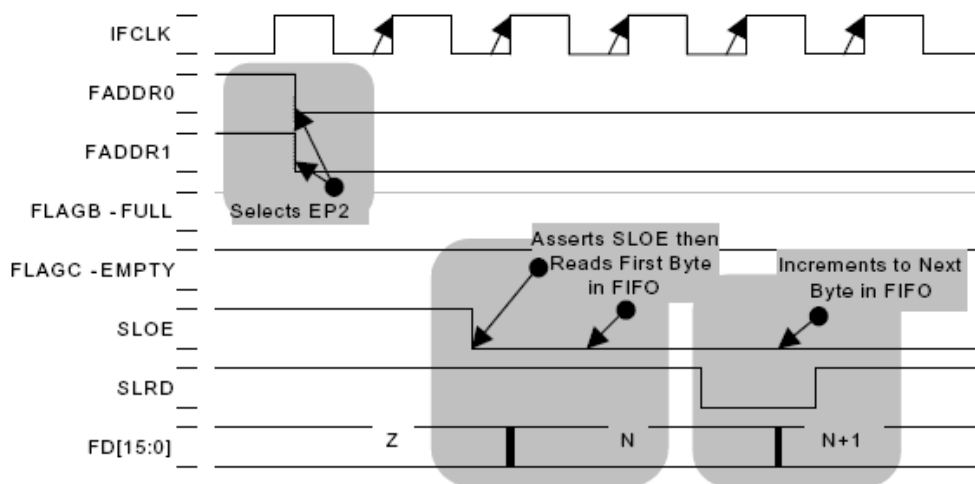 IFCLK
FADDR0
FADDR1
Selects EP2
FLAGB - FULL
Asserts SLOE then
Reads First Byte
in FIFO
FLAGC - EMPTY
Increments to Next
Byte in FIFO
SLOE
SLRD
FD[15:0]
Z
N
N+1